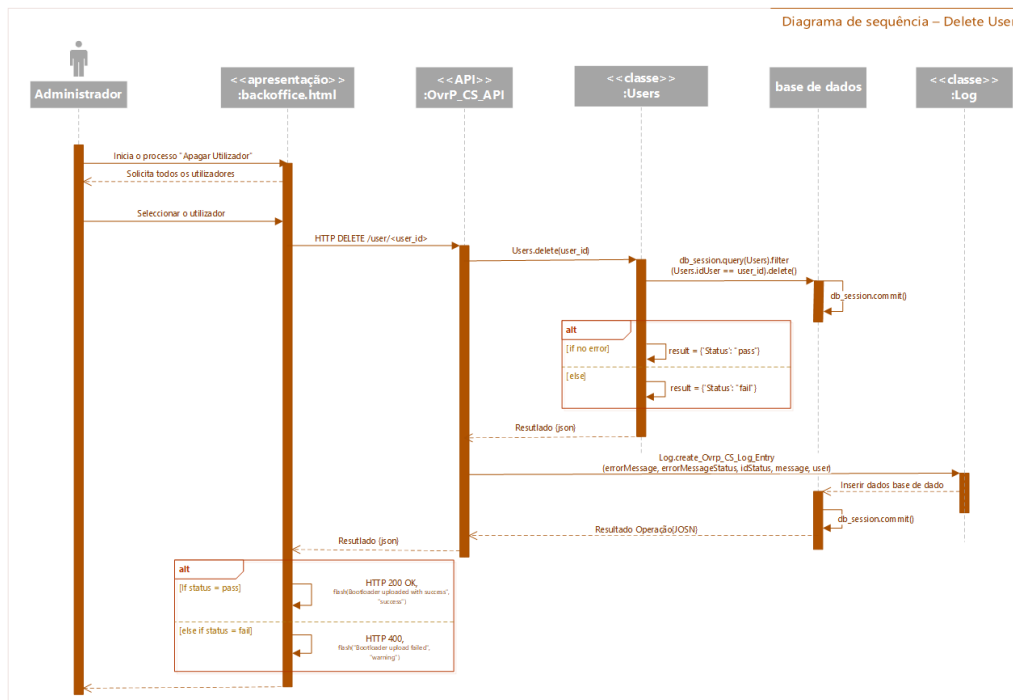 Diagrama de sequência – Delete User
Administrador
<<apresentação>>
:backoffice.html
<<API>>
:OvrP_CS_API
<<classe>>
:Users
base de dados
<<classe>>
:Log
Inicia o processo "Apagar Utilizador"
Solicita todos os utilizadores
Seleccionar o utilizador
HTTP DELETE /user/<user_id>
Users.delete(user_id)
db_session.query(Users).filter
(Users.idUser == user_id).delete()
db_session.commit()
alt
[if no error]
result = {'Status': "pass"}
[else]
result = {'Status': "fail"}
Resutlado (json)
Log.create_Ovrp_CS_Log_Entry
(errorMessage, errorMessageStatus, idStatus, message, user)
Inserir dados base de dado
db_session.commit()
Resultado Operação(JOSN)
Resutlado (json)
alt
[If status = pass]
HTTP 200 OK,
flash(Bootloader uploaded with success",
"success")
[else if status = fail]
HTTP 400,
flash("Bootloader upload failed",
"warning")